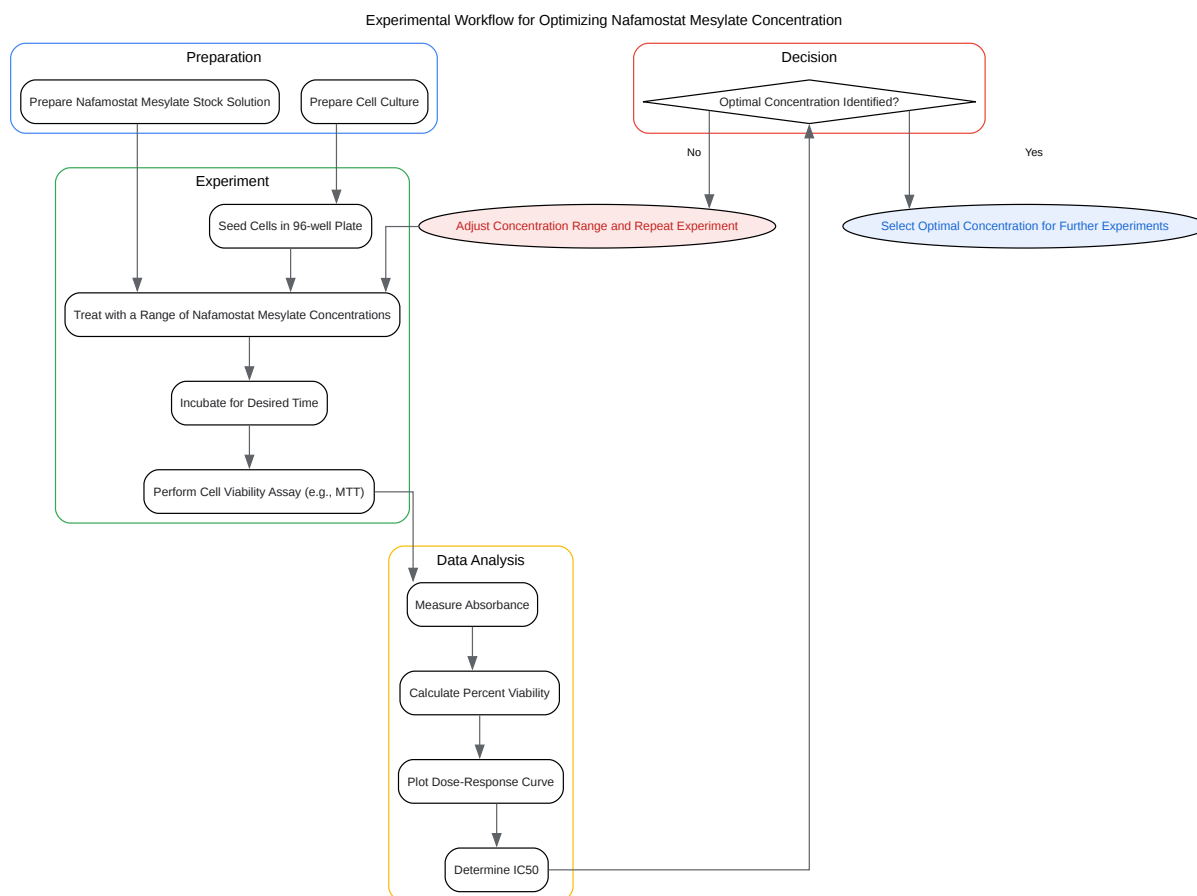 Experimental Workflow for Optimizing Nafamostat Mesylate Concentration
Preparation
Prepare Nafamostat Mesylate Stock Solution
Prepare Cell Culture
Decision
Optimal Concentration Identified?
No
Yes
Experiment
Seed Cells in 96-well Plate
Adjust Concentration Range and Repeat Experiment
Select Optimal Concentration for Further Experiments
Treat with a Range of Nafamostat Mesylate Concentrations
Incubate for Desired Time
Perform Cell Viability Assay (e.g., MTT)
Data Analysis
Measure Absorbance
Calculate Percent Viability
Plot Dose-Response Curve
Determine IC50